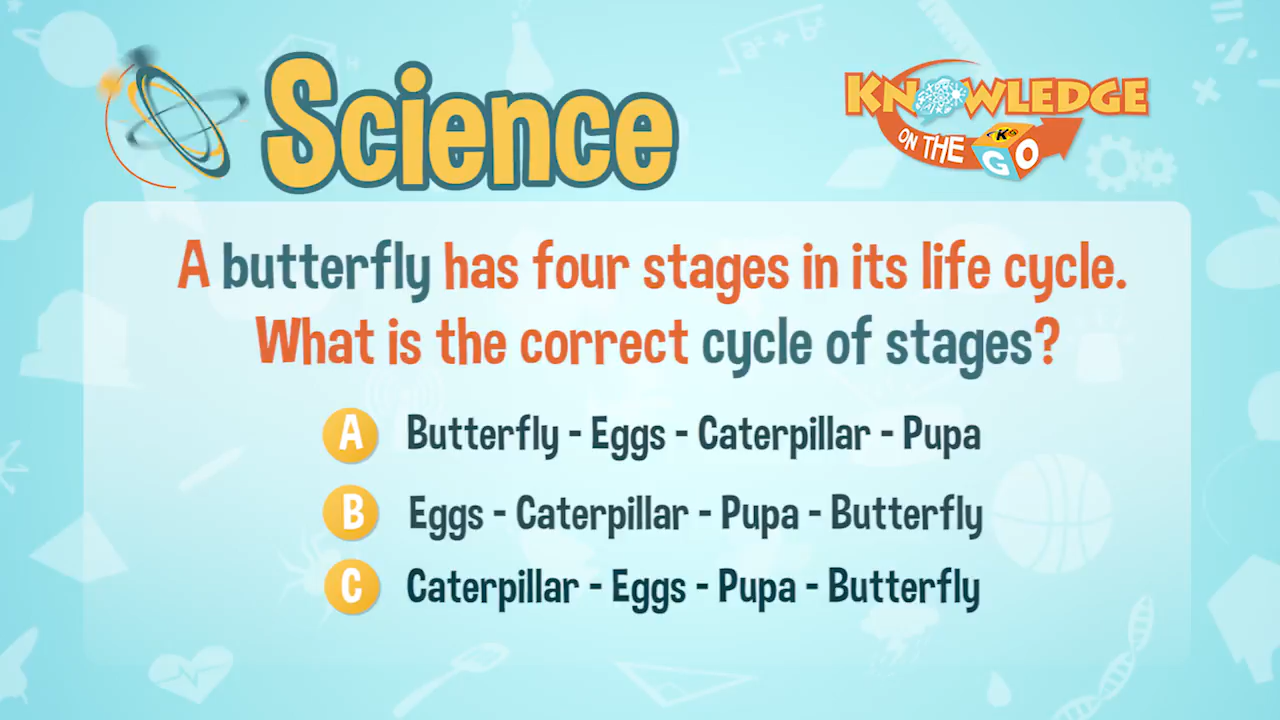 Science
KNOWLEDGE
ON THE GO
A butterfly has four stages in its life cycle.
What is the correct cycle of stages?
A Butterfly - Eggs - Caterpillar - Pupa
B Eggs - Caterpillar - Pupa - Butterfly
C Caterpillar - Eggs - Pupa - Butterfly